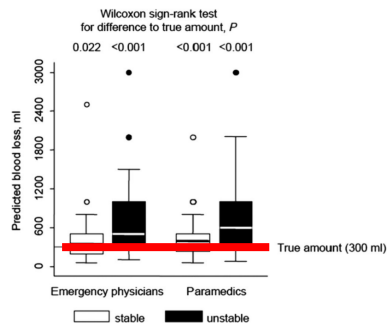 Wilcoxon sign-rank test
for difference to true amount, P
0.022 <0.001 <0.001 <0.001
Predicted blood loss, ml
3000
2400
1800
1200
600
0
True amount (300 ml)
Emergency physicians Paramedics
stable unstable